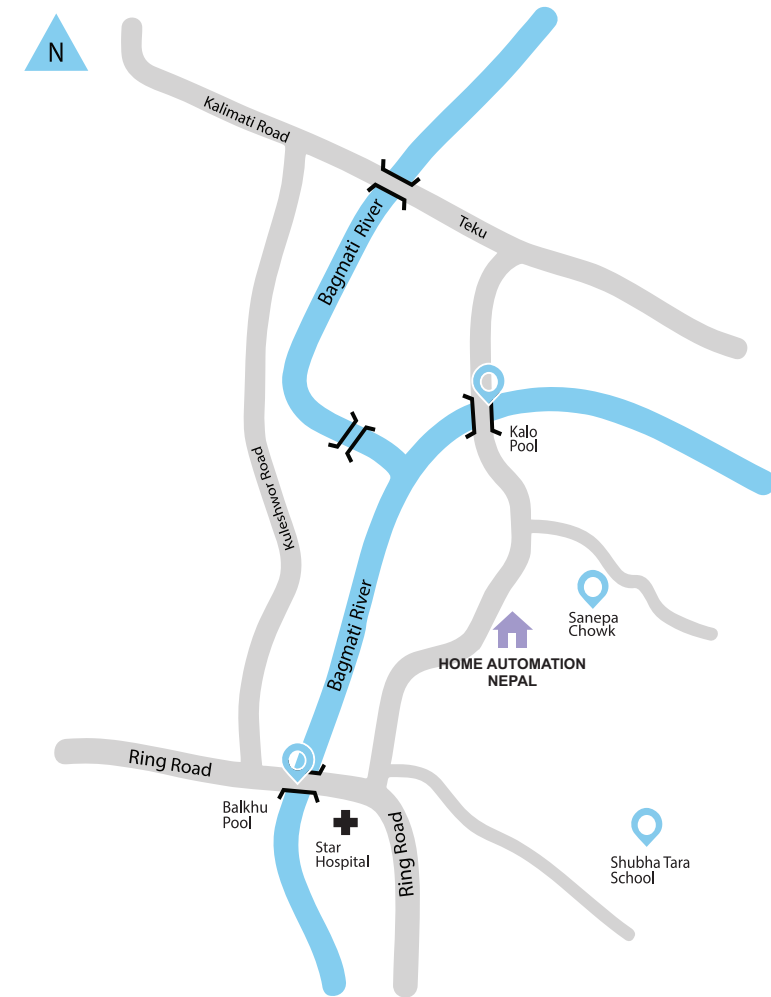 N
Kalimati Road
Bagmati River
Teku
Kalo
Pool
Kuleshwor Road
Bagmati River
Sanepa
Chowk
HOME AUTOMATION
NEPAL
Ring Road
Balkhu
Pool
Star
Hospital
Ring Road
Shubha Tara
School